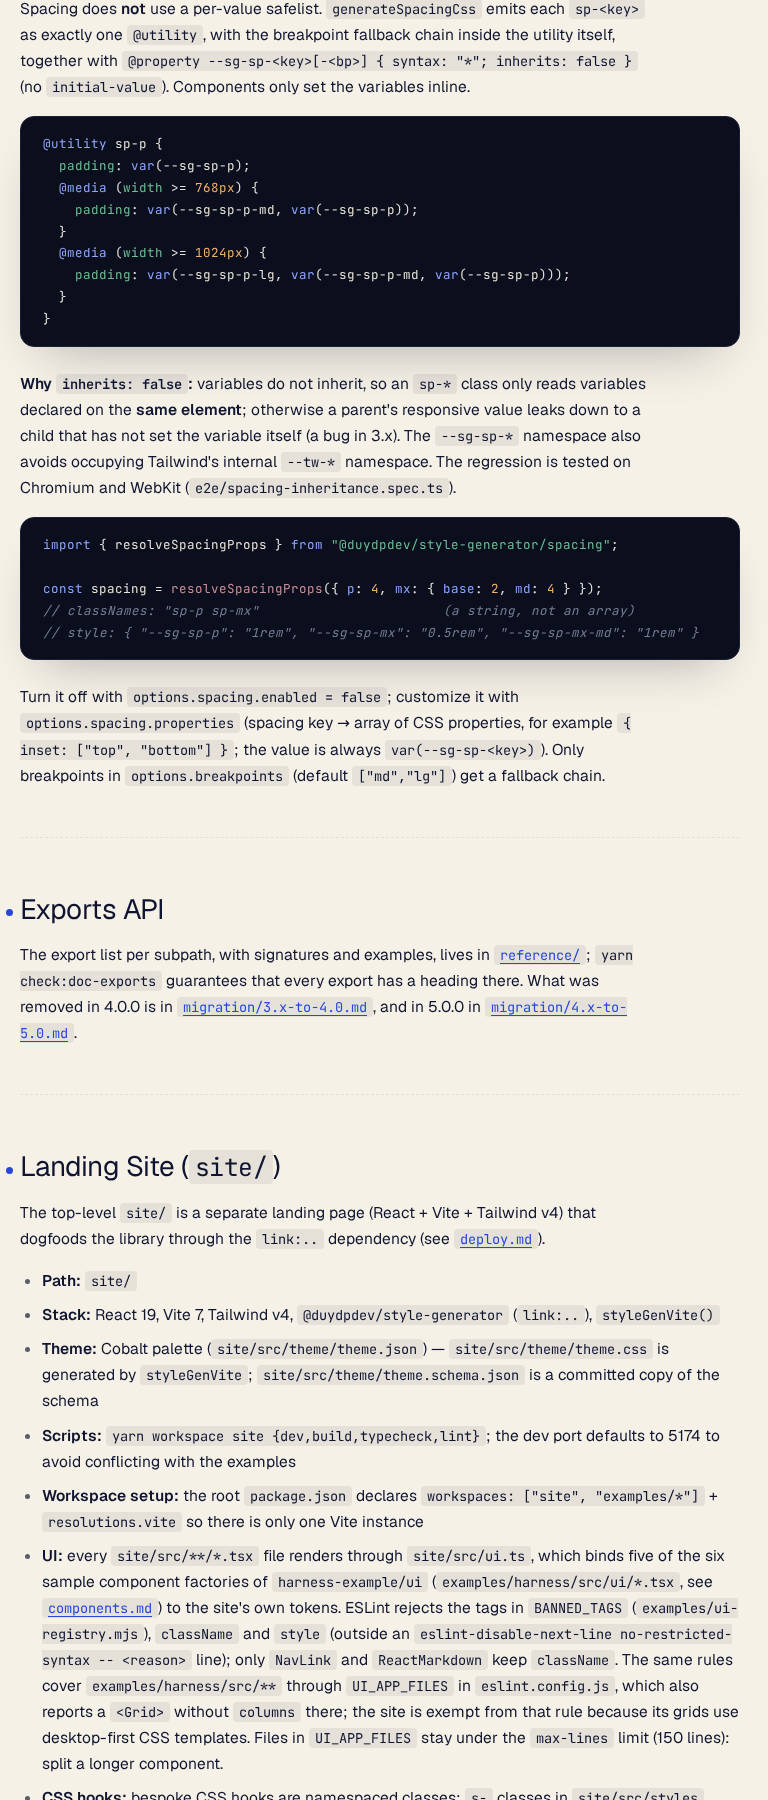 Spacing does not use a per-value safelist. generateSpacingCss emits each sp-<key>
as exactly one @utility, with the breakpoint fallback chain inside the utility itself,
together with @property --sg-sp-<key>[-<bp>] { syntax: "*"; inherits: false }
(no initial-value). Components only set the variables inline.
@utility sp-p {
  padding: var(--sg-sp-p);
  @media (width >= 768px) {
    padding: var(--sg-sp-p-md, var(--sg-sp-p));
  }
  @media (width >= 1024px) {
    padding: var(--sg-sp-p-lg, var(--sg-sp-p-md, var(--sg-sp-p)));
  }
}
Why inherits: false: variables do not inherit, so an sp-* class only reads variables
declared on the same element; otherwise a parent's responsive value leaks down to a
child that has not set the variable itself (a bug in 3.x). The --sg-sp-* namespace also
avoids occupying Tailwind's internal --tw-* namespace. The regression is tested on
Chromium and WebKit (e2e/spacing-inheritance.spec.ts).
import { resolveSpacingProps } from "@duydpdev/style-generator/spacing";
const spacing = resolveSpacingProps({ p: 4, mx: { base: 2, md: 4 } });
// classNames: "sp-p sp-mx"                        (a string, not an array)
// style: { "--sg-sp-p": "1rem", "--sg-sp-mx": "0.5rem", "--sg-sp-mx-md": "1rem" }
Turn it off with options.spacing.enabled = false; customize it with
options.spacing.properties (spacing key → array of CSS properties, for example {
inset: ["top", "bottom"] }; the value is always var(--sg-sp-<key>)). Only
breakpoints in options.breakpoints (default ["md","lg"]) get a fallback chain.
Exports API
The export list per subpath, with signatures and examples, lives in reference/; yarn
check:doc-exports guarantees that every export has a heading there. What was
removed in 4.0.0 is in migration/3.x-to-4.0.md, and in 5.0.0 in migration/4.x-to-
5.0.md.
Landing Site (site/)
The top-level site/ is a separate landing page (React + Vite + Tailwind v4) that
dogfoods the library through the link:.. dependency (see deploy.md).
• Path: site/
• Stack: React 19, Vite 7, Tailwind v4, @duydpdev/style-generator (link:..), styleGenVite()
• Theme: Cobalt palette (site/src/theme/theme.json) — site/src/theme/theme.css is
generated by styleGenVite; site/src/theme/theme.schema.json is a committed copy of the
schema
• Scripts: yarn workspace site {dev,build,typecheck,lint}; the dev port defaults to 5174 to
avoid conflicting with the examples
• Workspace setup: the root package.json declares workspaces: ["site", "examples/*"] +
resolutions.vite so there is only one Vite instance
• UI: every site/src/**/*.tsx file renders through site/src/ui.ts, which binds five of the six
sample component factories of harness-example/ui (examples/harness/src/ui/*.tsx, see
components.md) to the site's own tokens. ESLint rejects the tags in BANNED_TAGS (examples/ui-
registry.mjs), className and style (outside an eslint-disable-next-line no-restricted-
syntax -- <reason> line); only NavLink and ReactMarkdown keep className. The same rules
cover examples/harness/src/** through UI_APP_FILES in eslint.config.js, which also
reports a <Grid> without columns there; the site is exempt from that rule because its grids use
desktop-first CSS templates. Files in UI_APP_FILES stay under the max-lines limit (150 lines):
split a longer component.
• CSS hooks: bespoke CSS hooks are namespaced classes: s- classes in site/src/styles